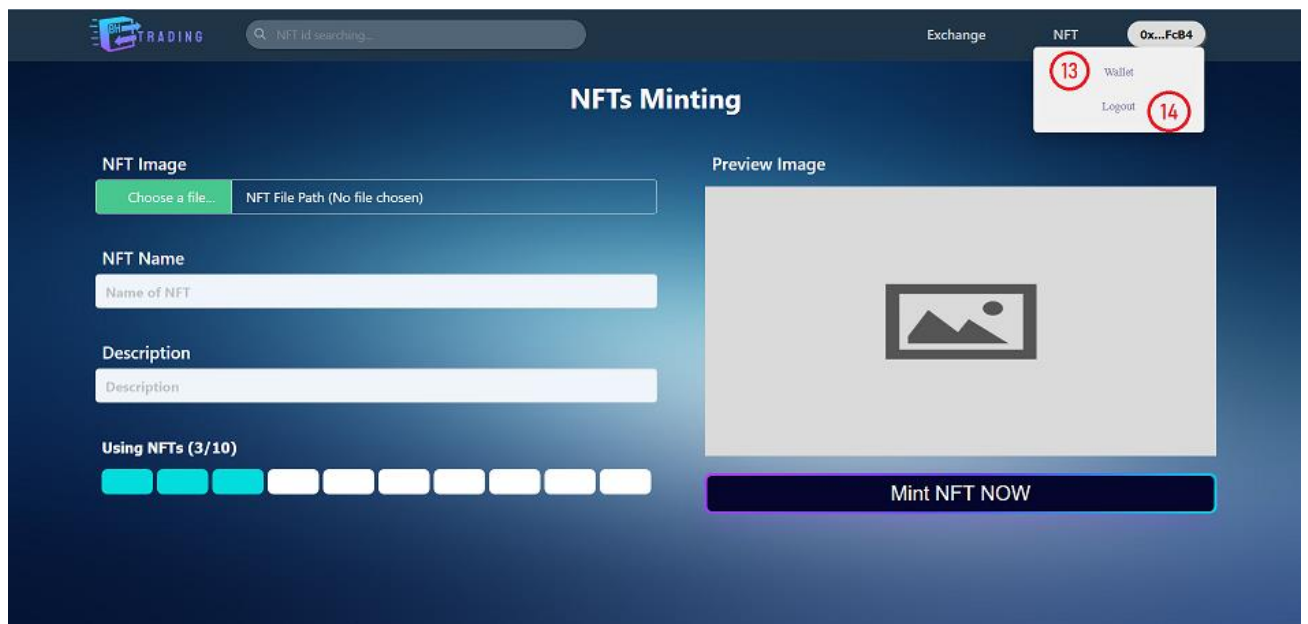 BH
TRADING
NFT id searching...
Exchange
NFT
0x...FcB4
13
Wallet
Logout
14
NFTs Minting
NFT Image
Choose a file...
NFT File Path (No file chosen)
Preview Image
NFT Name
Name of NFT
Description
Description
Using NFTs (3/10)
Mint NFT NOW